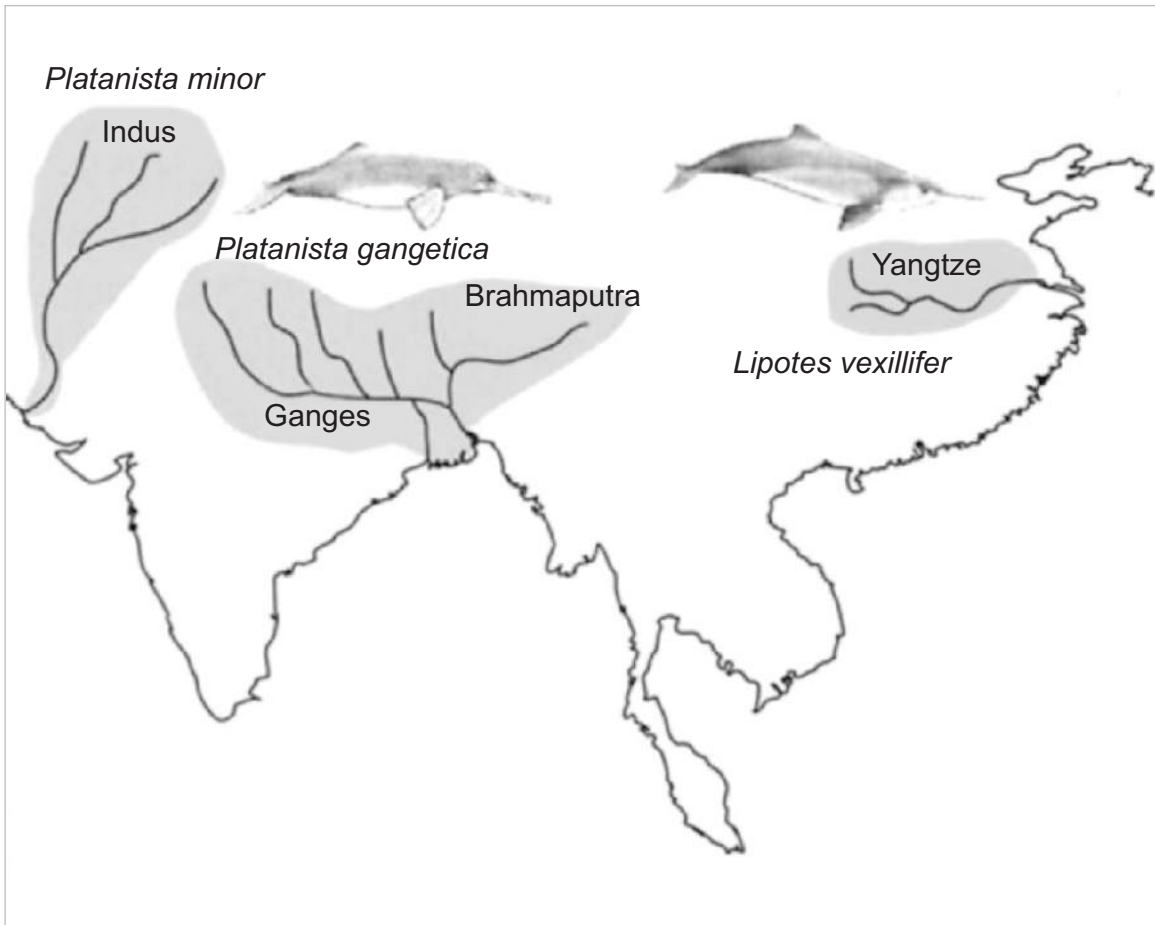 Platanista minor
Indus
Platanista gangetica
Brahmaputra
Ganges
Yangtze
Lipotes vexillifer